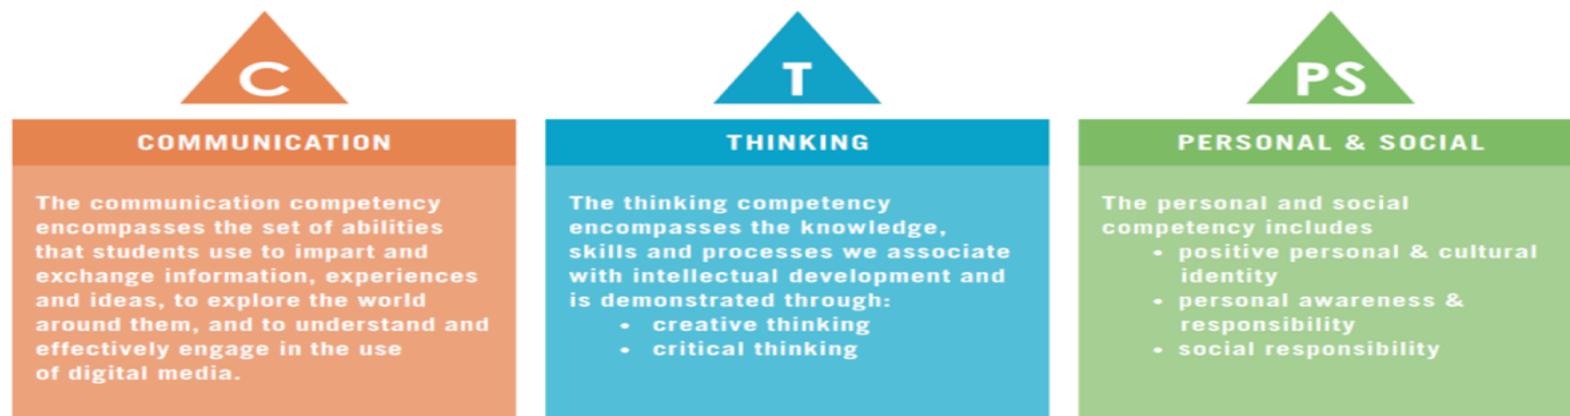 C
COMMUNICATION
The communication competency
encompasses the set of abilities
that students use to impart and
exchange information, experiences
and ideas, to explore the world
around them, and to understand and
effectively engage in the use
of digital media.
T
THINKING
The thinking competency
encompasses the knowledge,
skills and processes we associate
with intellectual development and
is demonstrated through:
• creative thinking
• critical thinking
PS
PERSONAL & SOCIAL
The personal and social
competency includes
• positive personal & cultural
identity
• personal awareness &
responsibility
• social responsibility